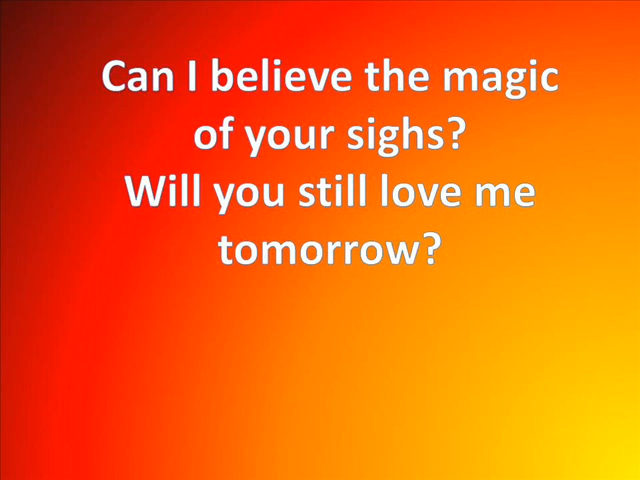 Can I believe the magic
of your sighs?
Will you still love me
tomorrow?